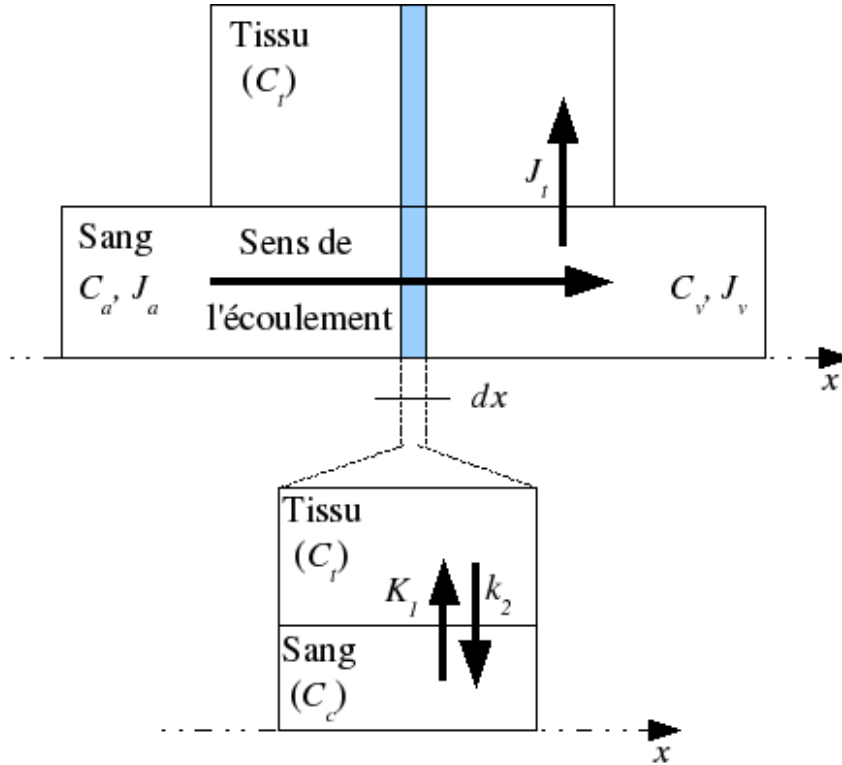 Tissu
(C_t)
J_t
Sang
Sens de
C_a, J_a
C_v, J_v
l'écoulement
x
dx
Tissu
(C_t)
K_1
k_2
Sang
(C_c)
x